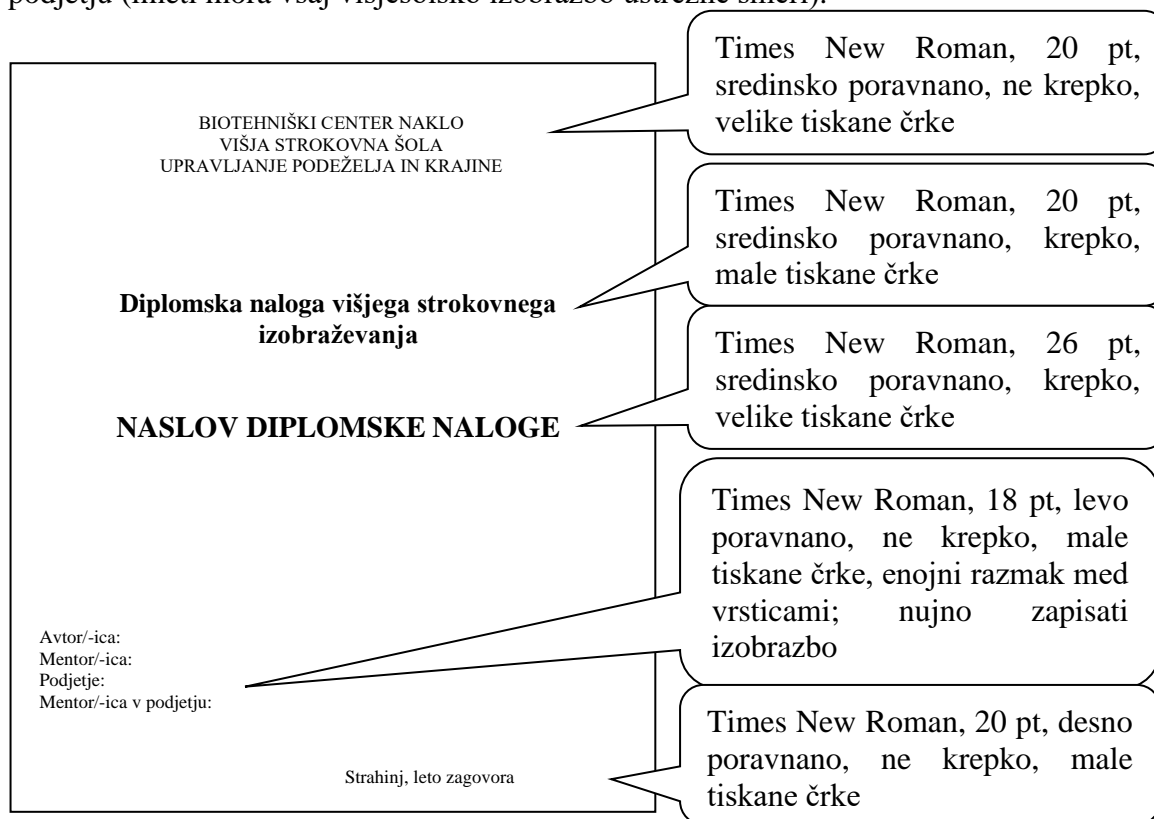 podjetju (imeti mora vsaj višješolsko izobrazbo ustrezne smeri).
BIOTEHNIŠKI CENTER NAKLO
VIŠJA STROKOVNA ŠOLA
UPRAVLJANJE PODEŽELJA IN KRAJINE
Times New Roman, 20 pt,
sredinsko poravnano, ne krepko,
velike tiskane črke
Diplomska naloga višjega strokovnega
izobraževanja
Times New Roman, 20 pt,
sredinsko poravnano, krepko,
male tiskane črke
NASLOV DIPLOMSKE NALOGE
Times New Roman, 26 pt,
sredinsko poravnano, krepko,
velike tiskane črke
Avtor/-ica:
Mentor/-ica:
Podjetje:
Mentor/-ica v podjetju:
Times New Roman, 18 pt, levo
poravnano, ne krepko, male
tiskane črke, enojni razmak med
vrsticami; nujno zapisati
izobrazbo
Strahinj, leto zagovora
Times New Roman, 20 pt, desno
poravnano, ne krepko, male
tiskane črke